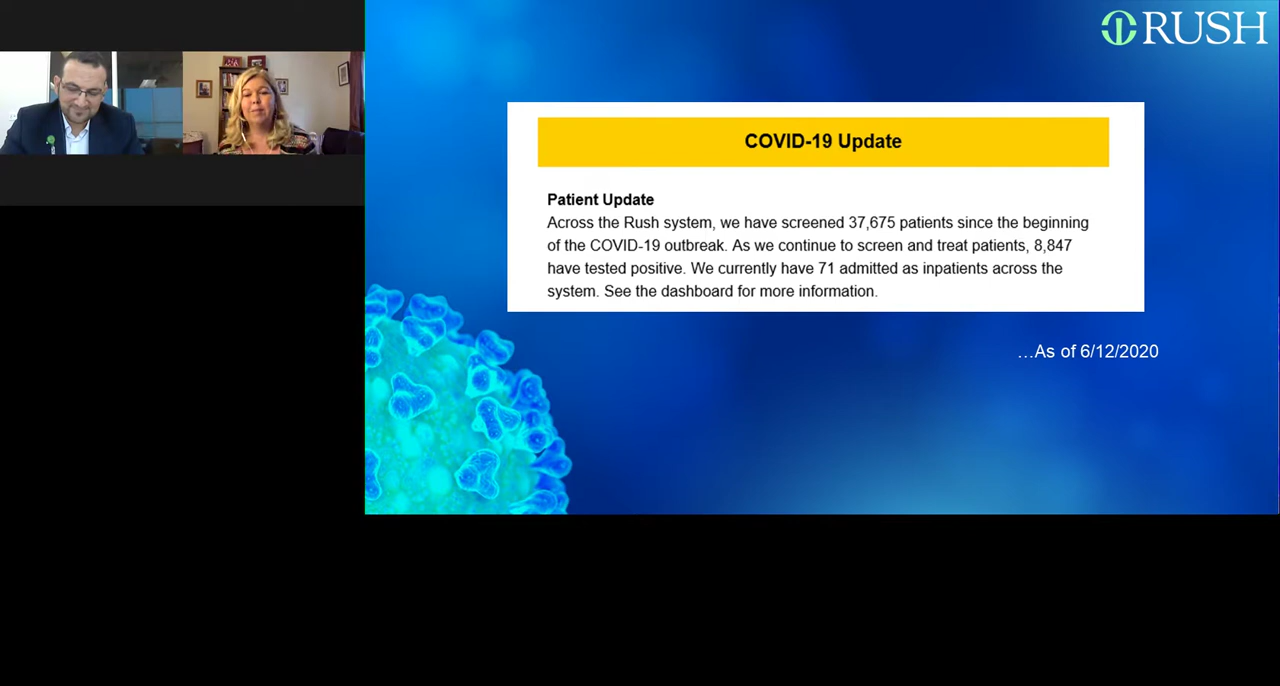 RUSH
COVID-19 Update
Patient Update
Across the Rush system, we have screened 37,675 patients since the beginning
of the COVID-19 outbreak. As we continue to screen and treat patients, 8,847
have tested positive. We currently have 71 admitted as inpatients across the
system. See the dashboard for more information.
…As of 6/12/2020